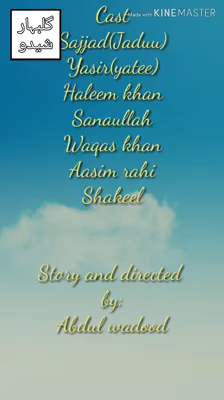 Cast
Made with KINEMASTER
گلبہار
شیدو
Sajjad(Jaduu)
Yasir(yatee)
Haleem khan
Sanaullah
Waqas khan
Aasim rahi
Shakeel
Story and directed
by:
Abdul wadood